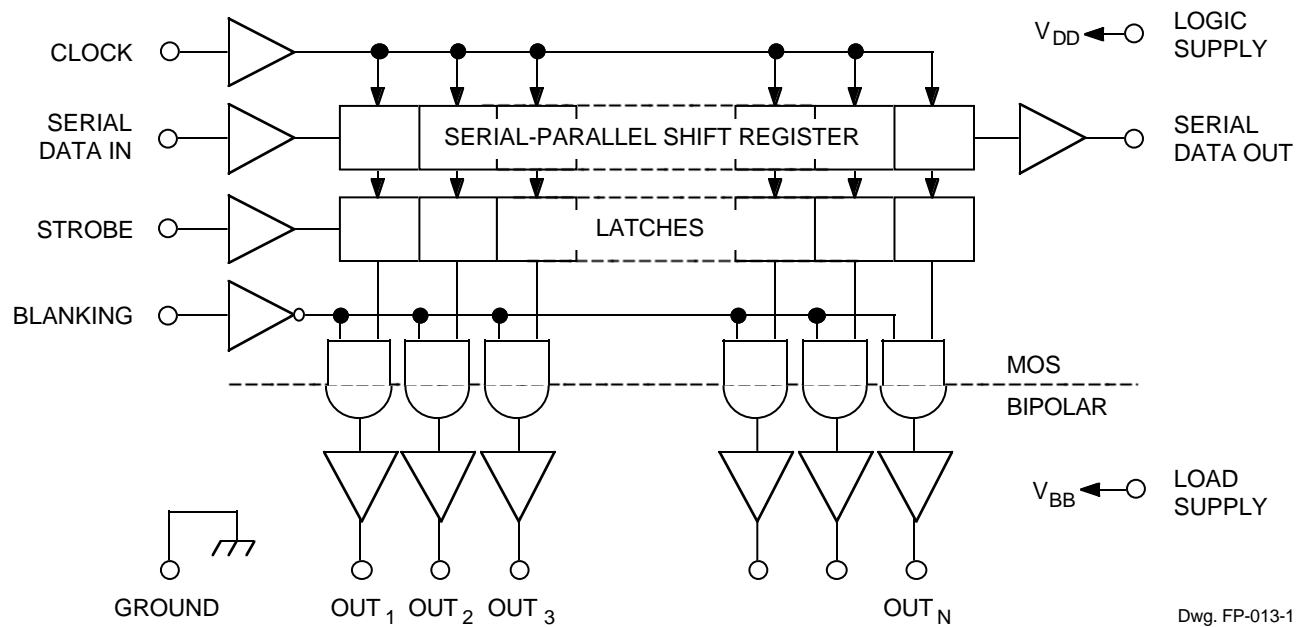 CLOCK
V DD
LOGIC
SUPPLY
SERIAL
DATA IN
SERIAL-PARALLEL SHIFT REGISTER
SERIAL
DATA OUT
STROBE
LATCHES
BLANKING
MOS
BIPOLAR
V BB
LOAD
SUPPLY
GROUND
OUT 1
OUT 2
OUT 3
OUT N
Dwg. FP-013-1